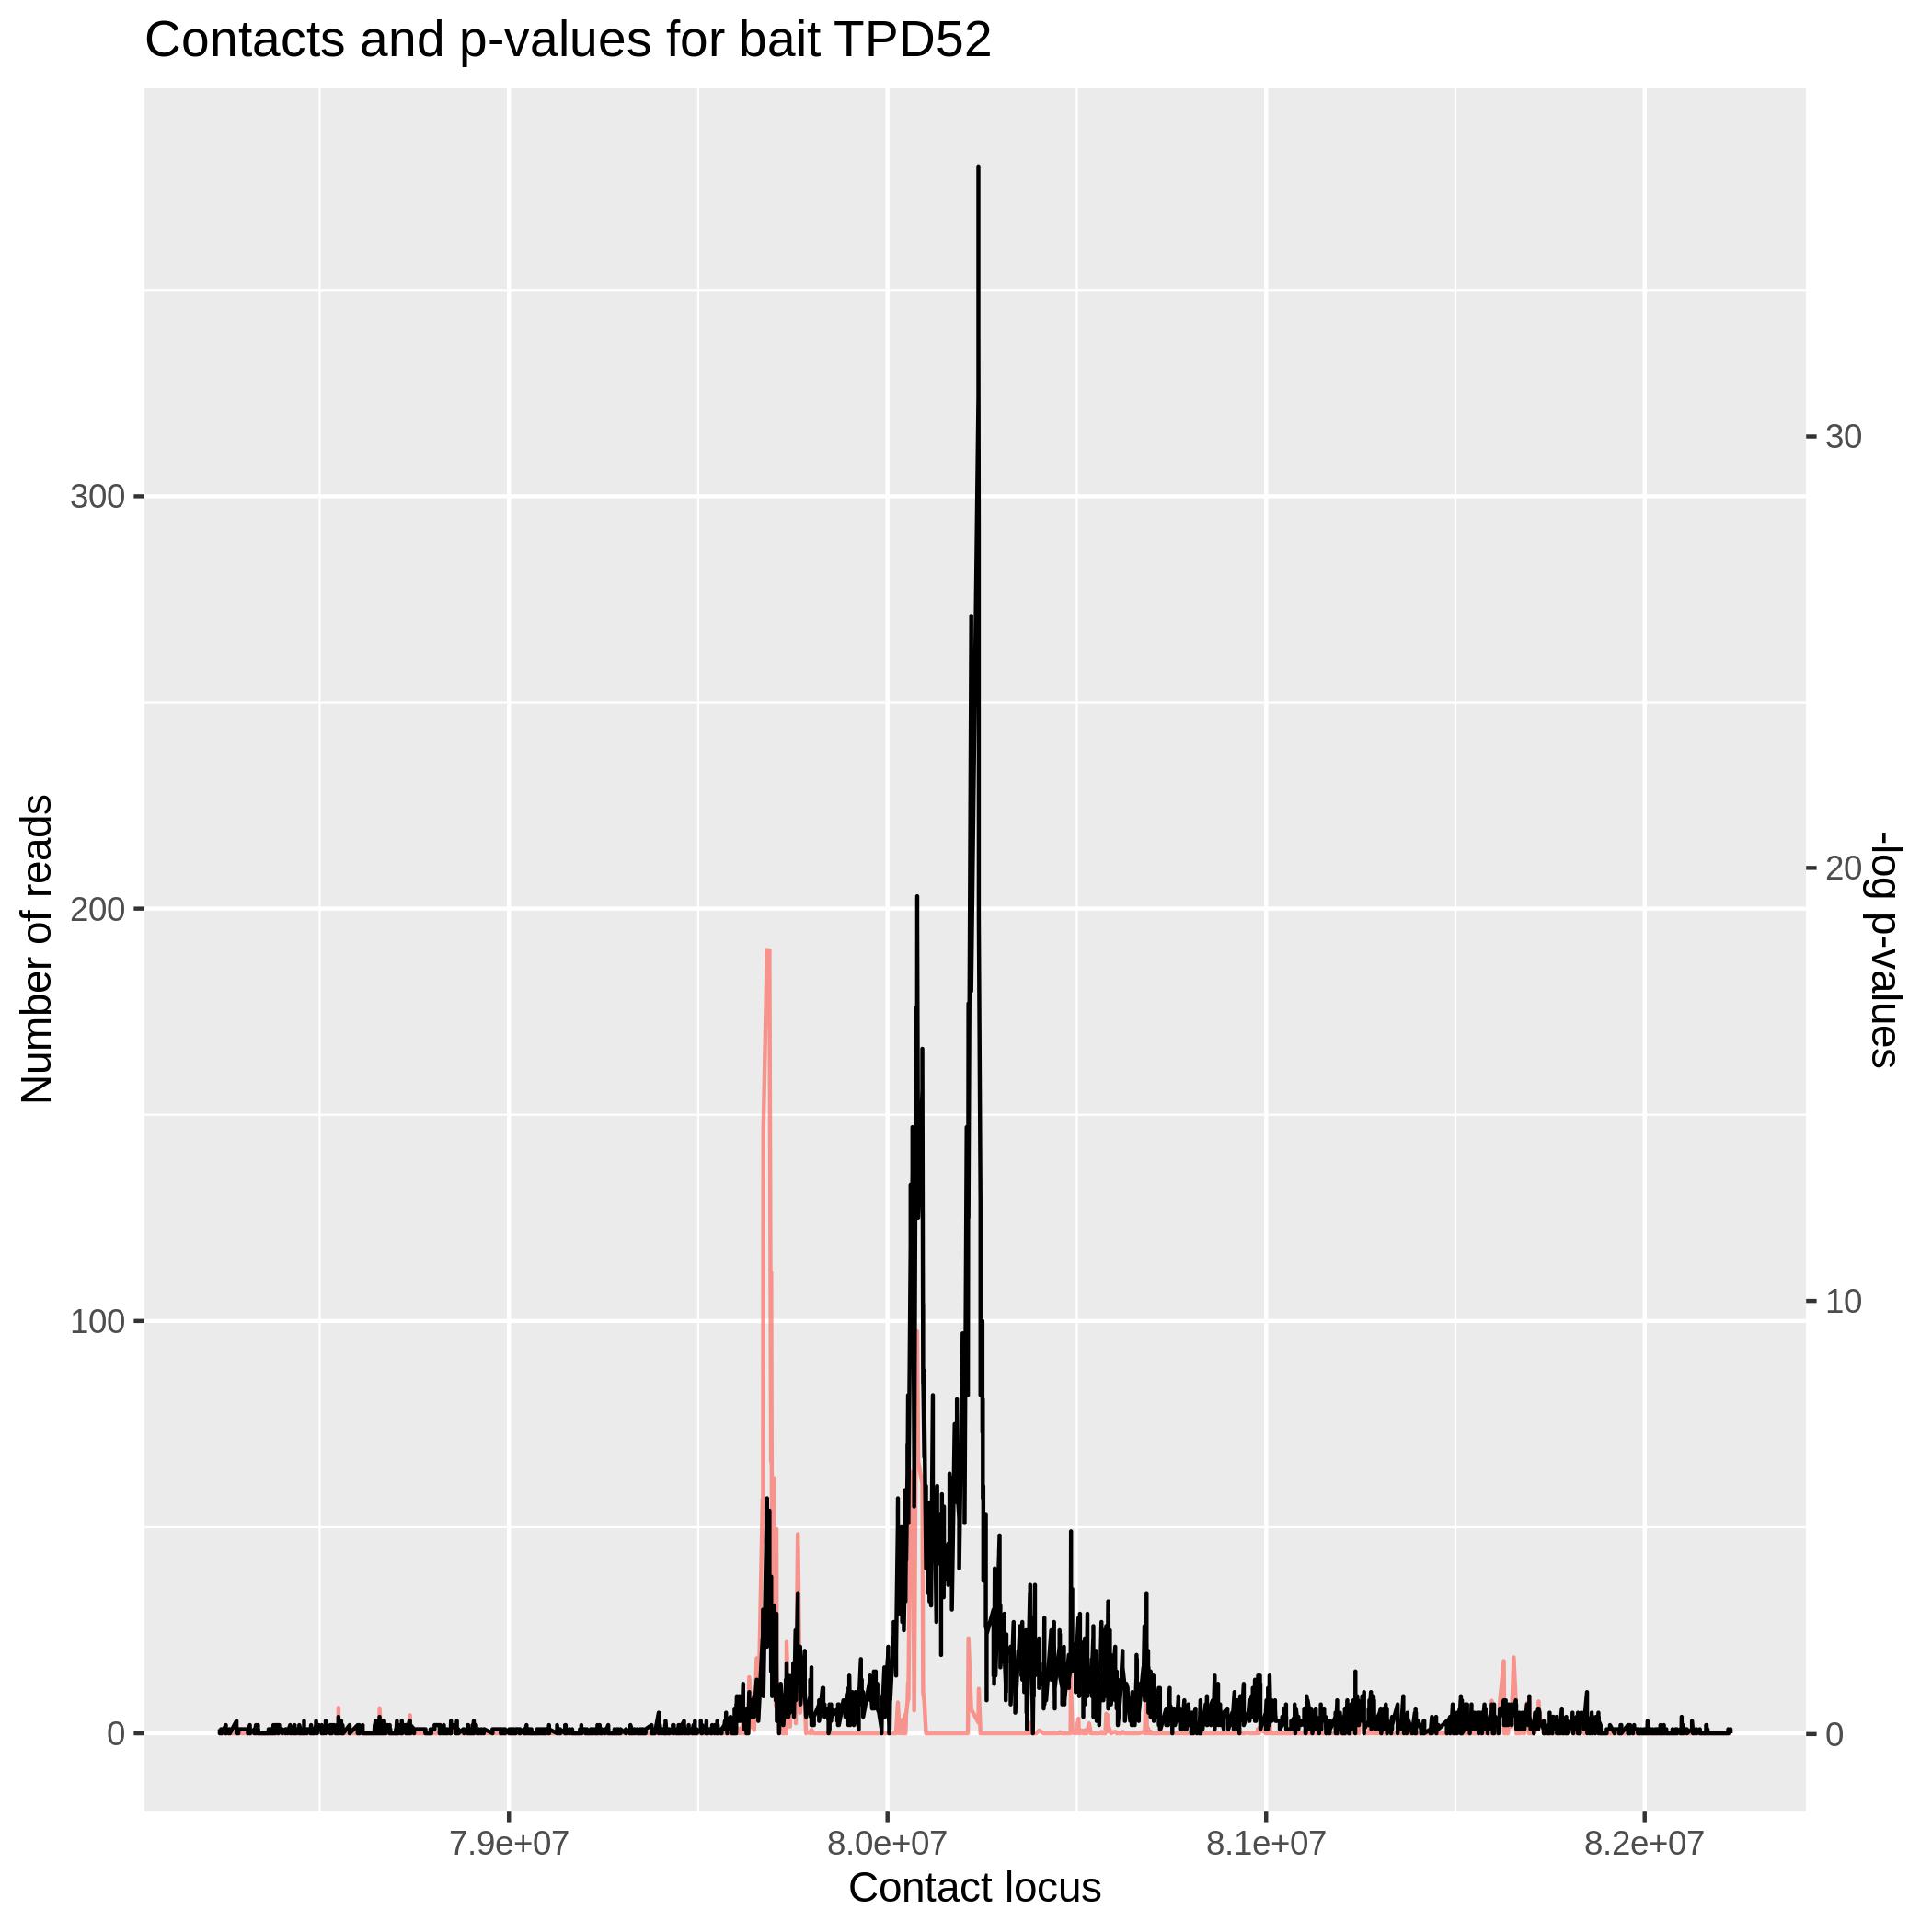 Contacts and p-values for bait TPD52
Number of reads
300
200
100
0
30
20
10
0
-log p-values
7.9e+07 8.0e+07 8.1e+07 8.2e+07
Contact locus